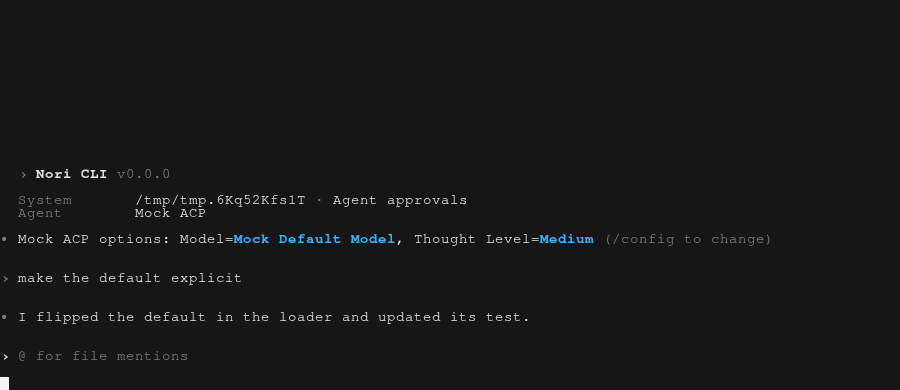 › Nori CLI v0.0.0
System /tmp/tmp.6Kq52Kfs1T · Agent approvals
Agent Mock ACP
• Mock ACP options: Model=Mock Default Model, Thought Level=Medium (/config to change)
› make the default explicit
• I flipped the default in the loader and updated its test.
› @ for file mentions